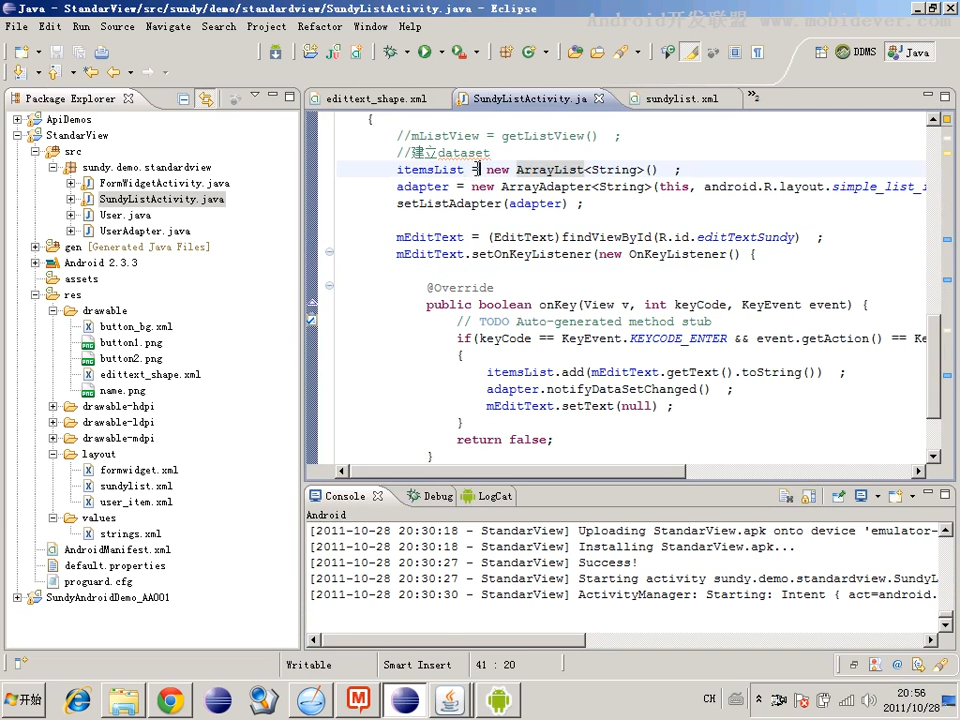 Java - StandarView/src/sundy/demo/standardview/SundyListActivity.java - Eclipse
Android开发联盟 www.mobidever.com
File Edit Run Source Navigate Search Project Refactor Window Help
DDMS Java
Package Explorer
edittext_shape.xml SundyListActivity.ja sundylist.xml »2
ApiDemos
StandarView
src
sundy.demo.standardview
FormWidgetActivity.java
SundyListActivity.java
User.java
UserAdapter.java
gen [Generated Java Files]
Android 2.3.3
assets
res
drawable
button_bg.xml
button1.png
button2.png
edittext_shape.xml
name.png
drawable-hdpi
drawable-ldpi
drawable-mdpi
layout
formwidget.xml
sundylist.xml
user_item.xml
values
strings.xml
AndroidManifest.xml
default.properties
proguard.cfg
SundyAndroidDemo_AA001
{
//mListView = getListView() ;
//建立dataset
itemsList = new ArrayList<String>() ;
adapter = new ArrayAdapter<String>(this, android.R.layout.simple_list_i
setListAdapter(adapter) ;
mEditText = (EditText)findViewById(R.id.editTextSundy) ;
mEditText.setOnKeyListener(new OnKeyListener() {
@Override
public boolean onKey(View v, int keyCode, KeyEvent event) {
// TODO Auto-generated method stub
if(keyCode == KeyEvent.KEYCODE_ENTER && event.getAction() == Ke
{
itemsList.add(mEditText.getText().toString()) ;
adapter.notifyDataSetChanged() ;
mEditText.setText(null) ;
}
return false;
}
Console Debug LogCat
Android
[2011-10-28 20:30:18 - StandarView] Uploading StandarView.apk onto device 'emulator-
[2011-10-28 20:30:18 - StandarView] Installing StandarView.apk...
[2011-10-28 20:30:27 - StandarView] Success!
[2011-10-28 20:30:27 - StandarView] Starting activity sundy.demo.standardview.SundyL
[2011-10-28 20:30:30 - StandarView] ActivityManager: Starting: Intent { act=android.
Writable Smart Insert 41 : 20
开始
CH
20:56
2011/10/28